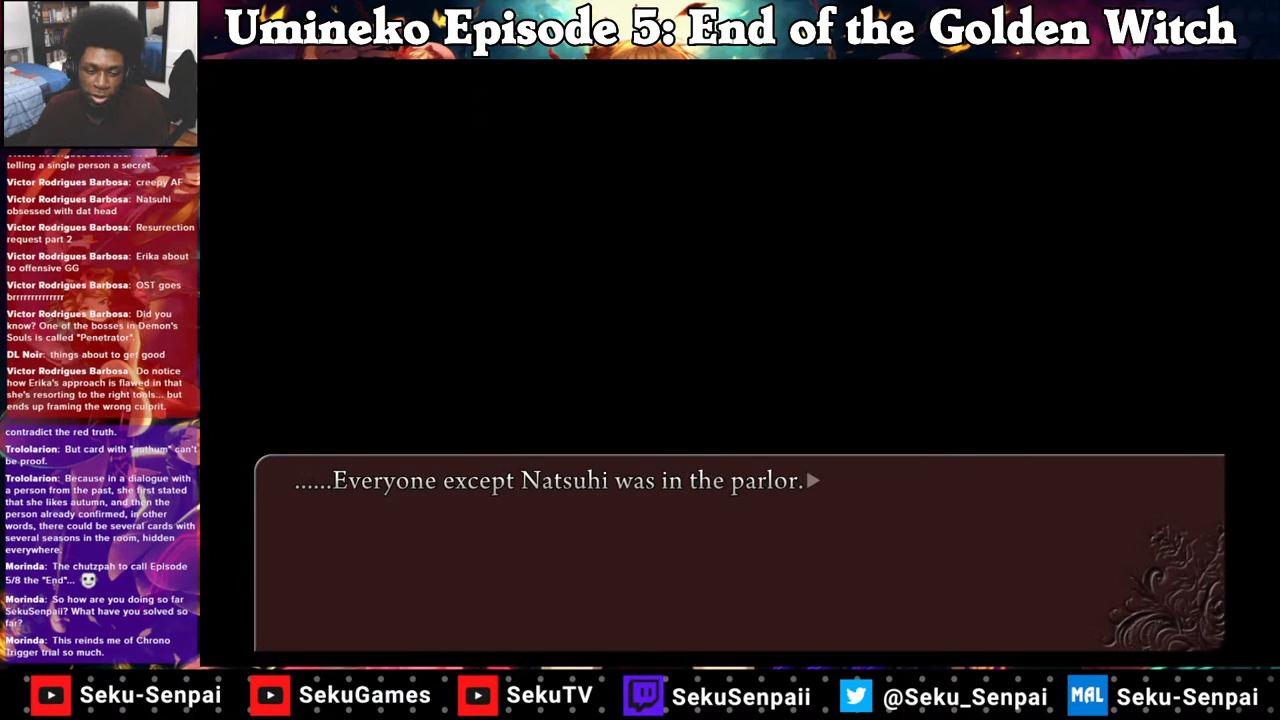 Umineko Episode 5: End of the Golden Witch
telling a single person a secret
Victor Rodrigues Barbosa: creepy AF
Victor Rodrigues Barbosa: Natsuhi
obsessed with dat head
Victor Rodrigues Barbosa: Resurrection
request part 2
Victor Rodrigues Barbosa: Erika about
to offensive GG
Victor Rodrigues Barbosa: OST goes
brrrrrrrrrrrrrr
Victor Rodrigues Barbosa: Did you
know? One of the bosses in Demon's
Souls is called "Penetrator".
DL Noir: things about to get good
Victor Rodrigues Barbosa: Do notice
how Erika's approach is flawed in that
she's resorting to the right tools... but
ends up framing the wrong culprit.
contradict the red truth.
Trololarion: But card with "authum" can't
be proof.
Trololarion: Because in a dialogue with
a person from the past, she first stated
that she likes autumn, and then the
person already confirmed, in other
words, there could be several cards with
several seasons in the room, hidden
everywhere.
Morinda: The chutzpah to call Episode
5/8 the "End"...
Morinda: So how are you doing so far
SekuSenpaii? What have you solved so
far?
Morinda: This reinds me of Chrono
Trigger trial so much.
......Everyone except Natsuhi was in the parlor.
Seku-Senpai
SekuGames
SekuTV
SekuSenpaii
@Seku_Senpai
MAL Seku-Senpai